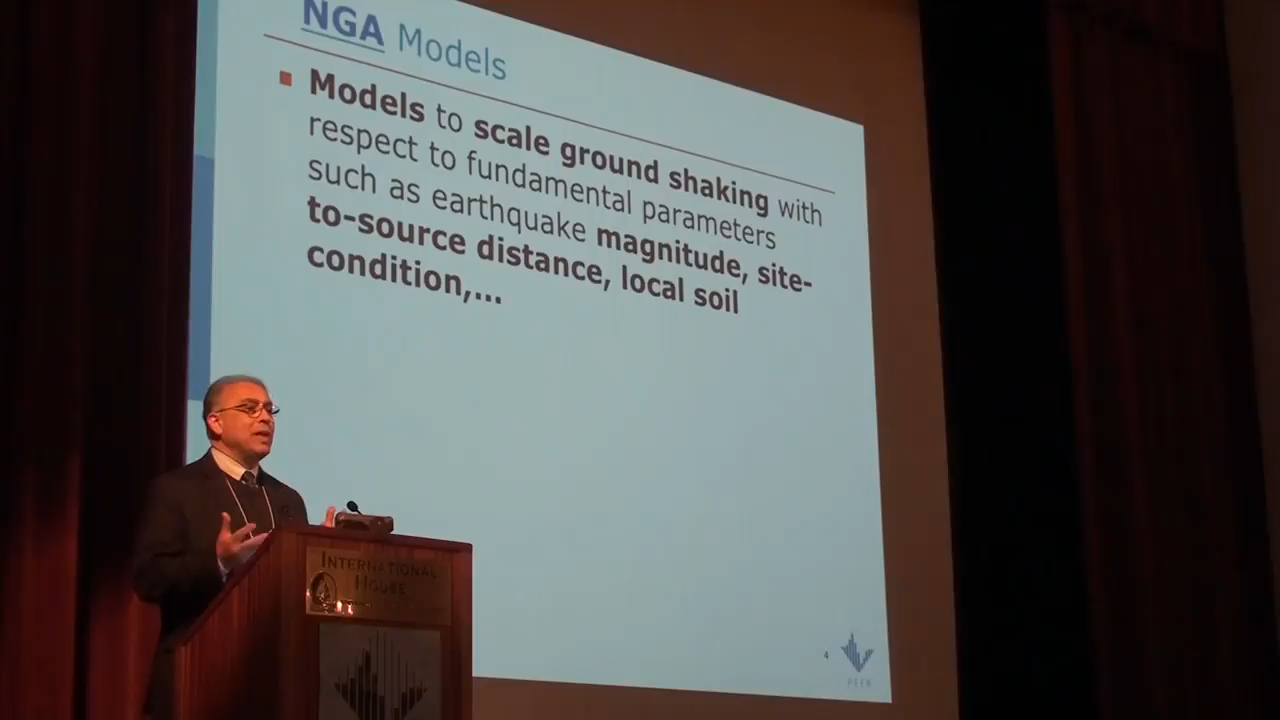 NGA Models
Models to scale ground shaking with
respect to fundamental parameters
such as earthquake magnitude, site-
to-source distance, local soil
condition,...
4
PEER
INTERNATIONAL
HOUSE